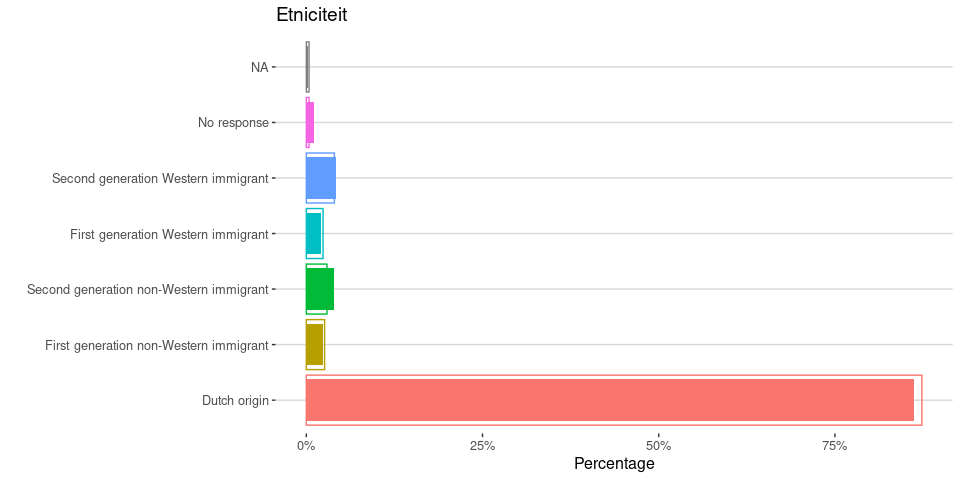 Etniciteit
NA
No response
Second generation Western immigrant
First generation Western immigrant
Second generation non-Western immigrant
First generation non-Western immigrant
Dutch origin
0% 25% 50% 75%
Percentage